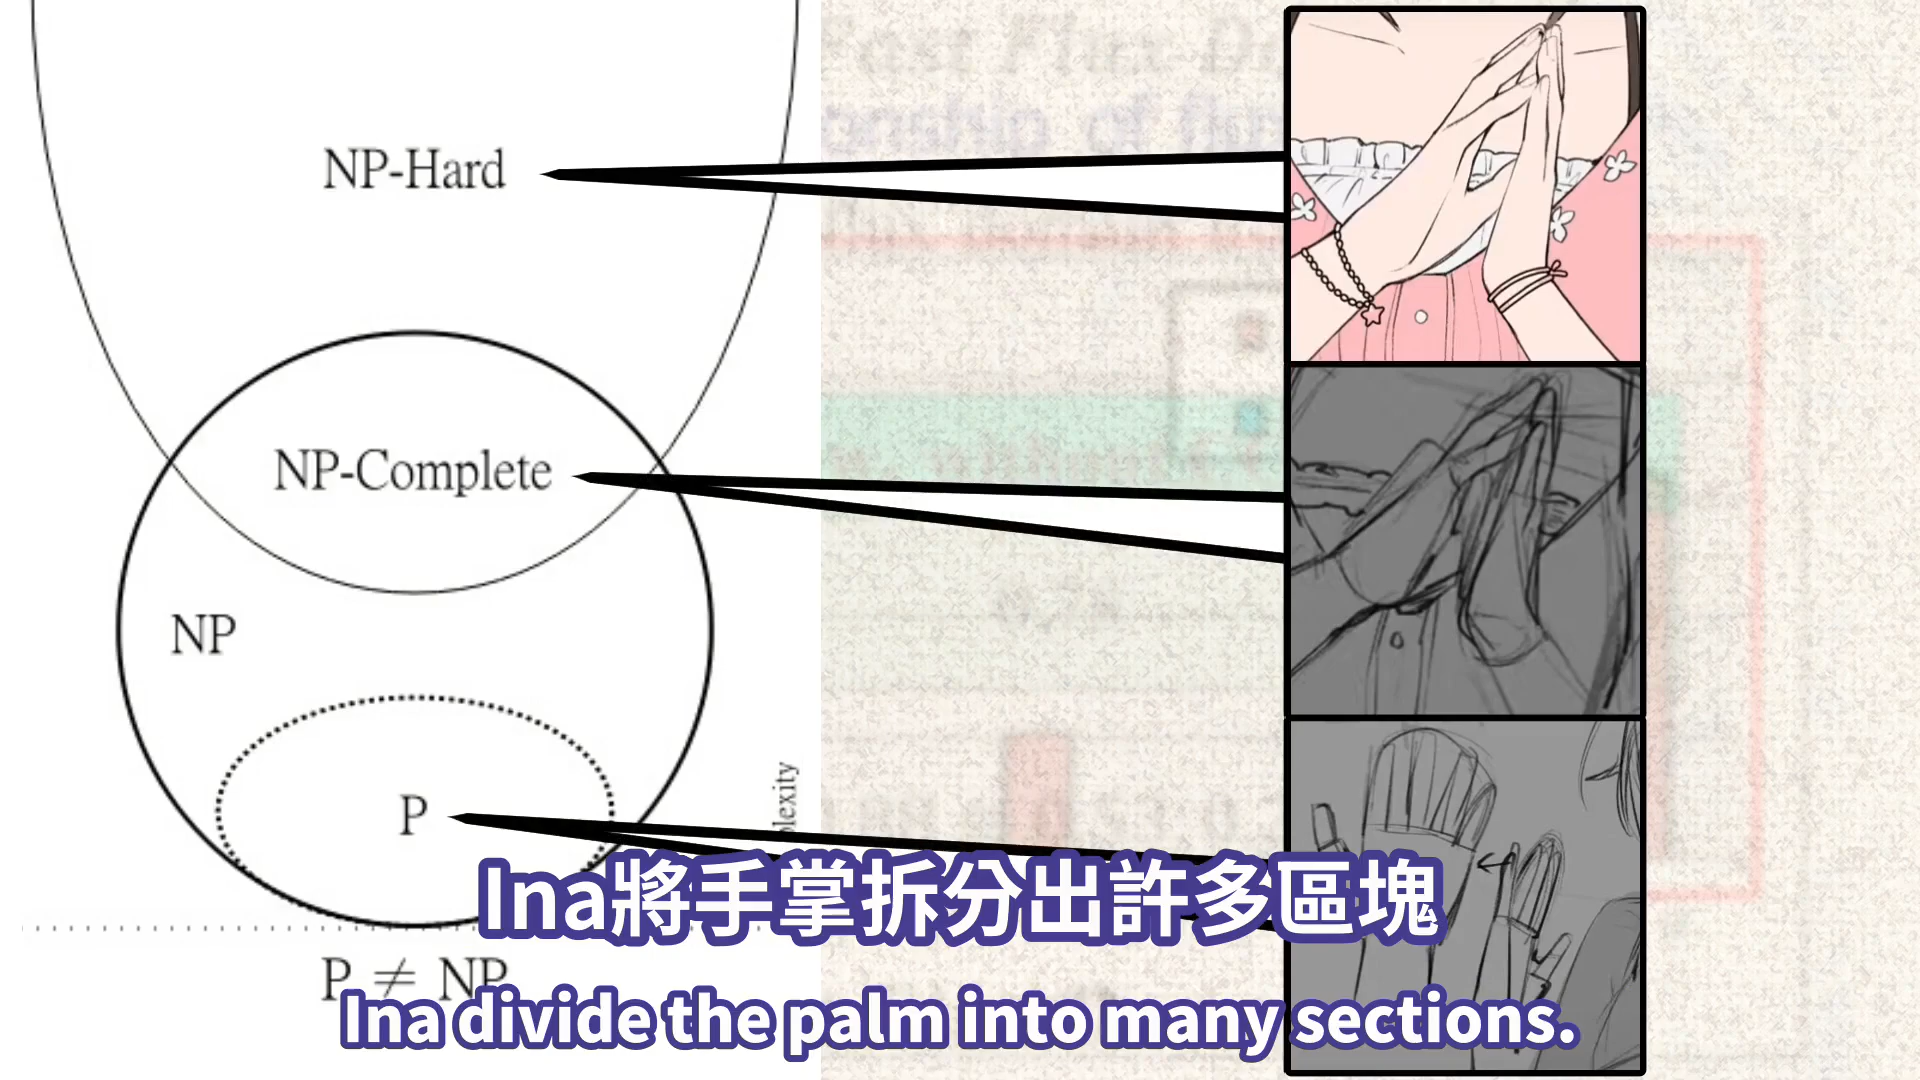 NP-Hard
NP-Complete
NP
P
P ≠ NP
Ina將手掌拆分出許多區塊
Ina divide the palm into many sections.